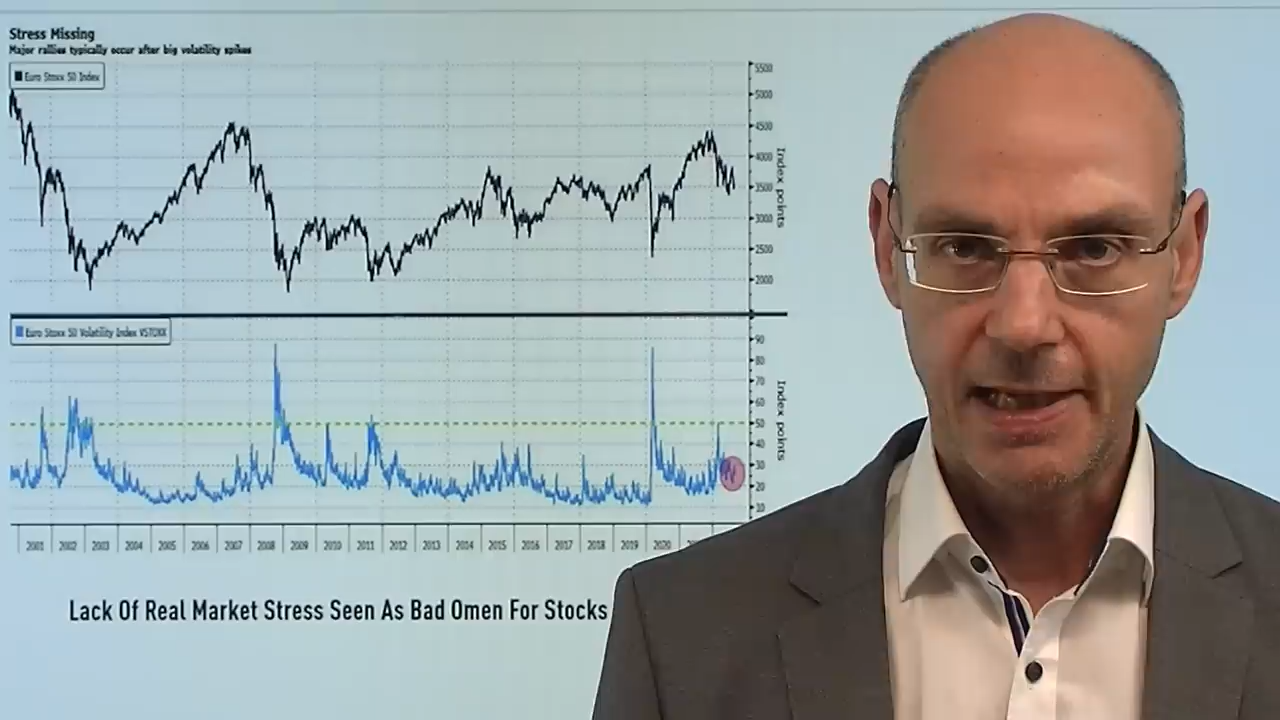 Stress Missing
Major rallies typically occur after big volatility spikes
Euro Stoxx 50 Index
5500
5000
4500
4000
3500
3000
2500
2000
Index points
Euro Stoxx 50 Volatility Index VSTOXX
90
80
70
60
50
40
30
20
10
Index points
2001 2002 2003 2004 2005 2006 2007 2008 2009 2010 2011 2012 2013 2014 2015 2016 2017 2018 2019 2020
Lack Of Real Market Stress Seen As Bad Omen For Stocks